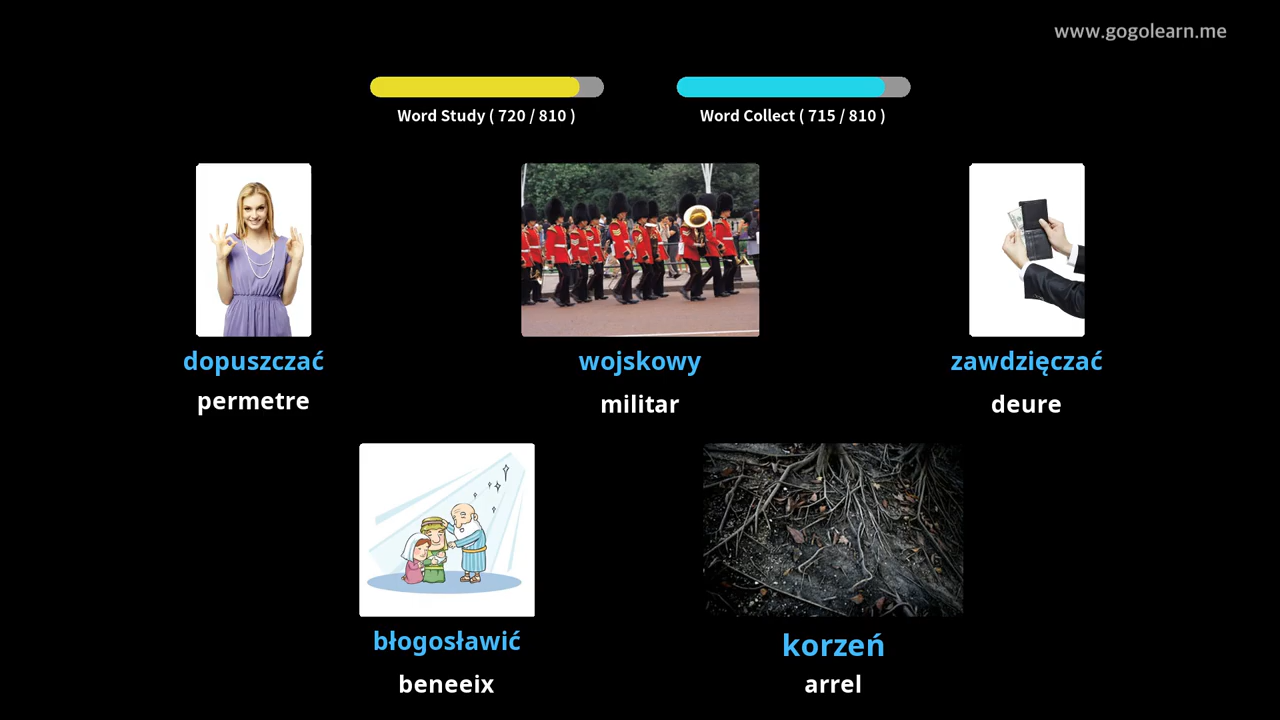 www.gogolearn.me
Word Study ( 720 / 810 )
Word Collect ( 715 / 810 )
dopuszczać
permetre
wojskowy
militar
zawdzięczać
deure
błogosławić
beneeix
korzeń
arrel